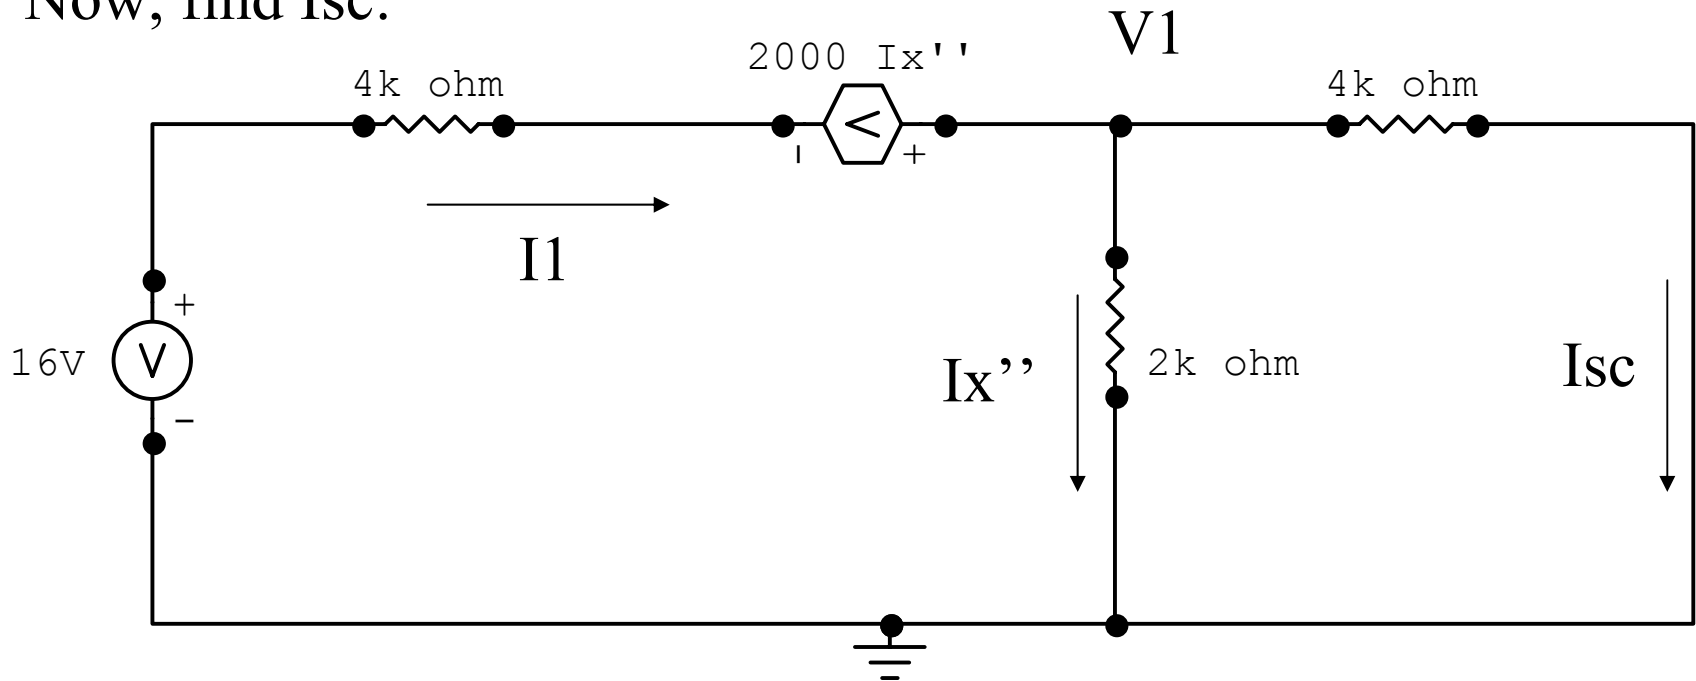 Now, find Isc.
V1
2000 Ix''
4k ohm
4k ohm
<
-
+
I1
+
16V
V
-
Ix’’
2k ohm
Isc